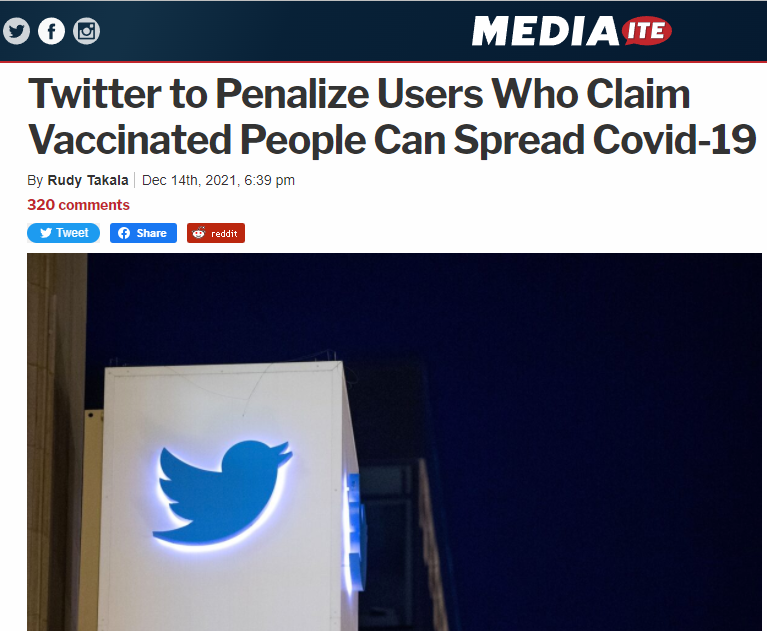 MEDIAITE
Twitter to Penalize Users Who Claim
Vaccinated People Can Spread Covid-19
By Rudy Takala Dec 14th, 2021, 6:39 pm
320 comments
Tweet Share reddit